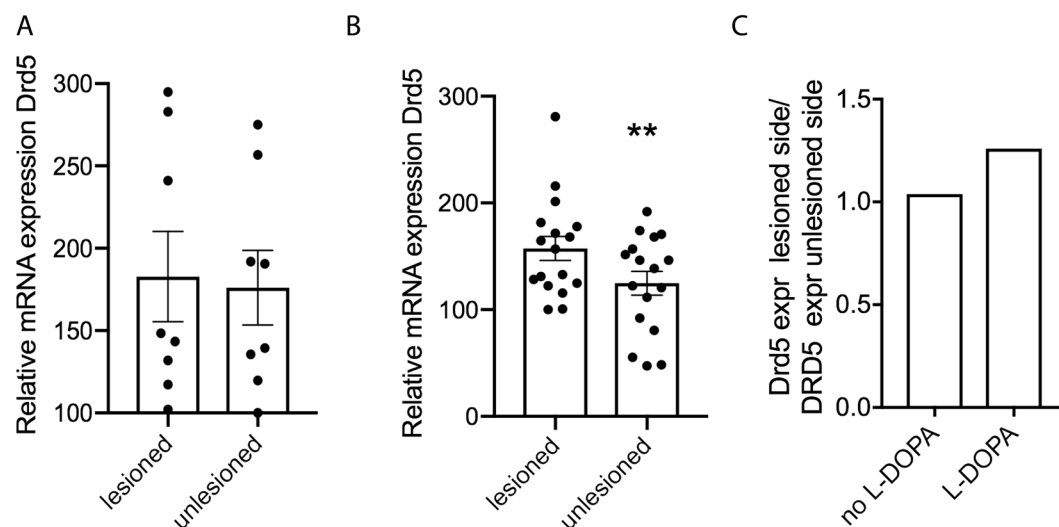 A
B
C
Relative mRNA expression Drd5
300
250
200
150
100
lesioned
unlesioned
Relative mRNA expression Drd5
300
200
100
0
**
lesioned
unlesioned
Drd5 expr lesioned side/
DRD5 expr unlesioned side
1.5
1.0
0.5
0.0
no L-DOPA
L-DOPA